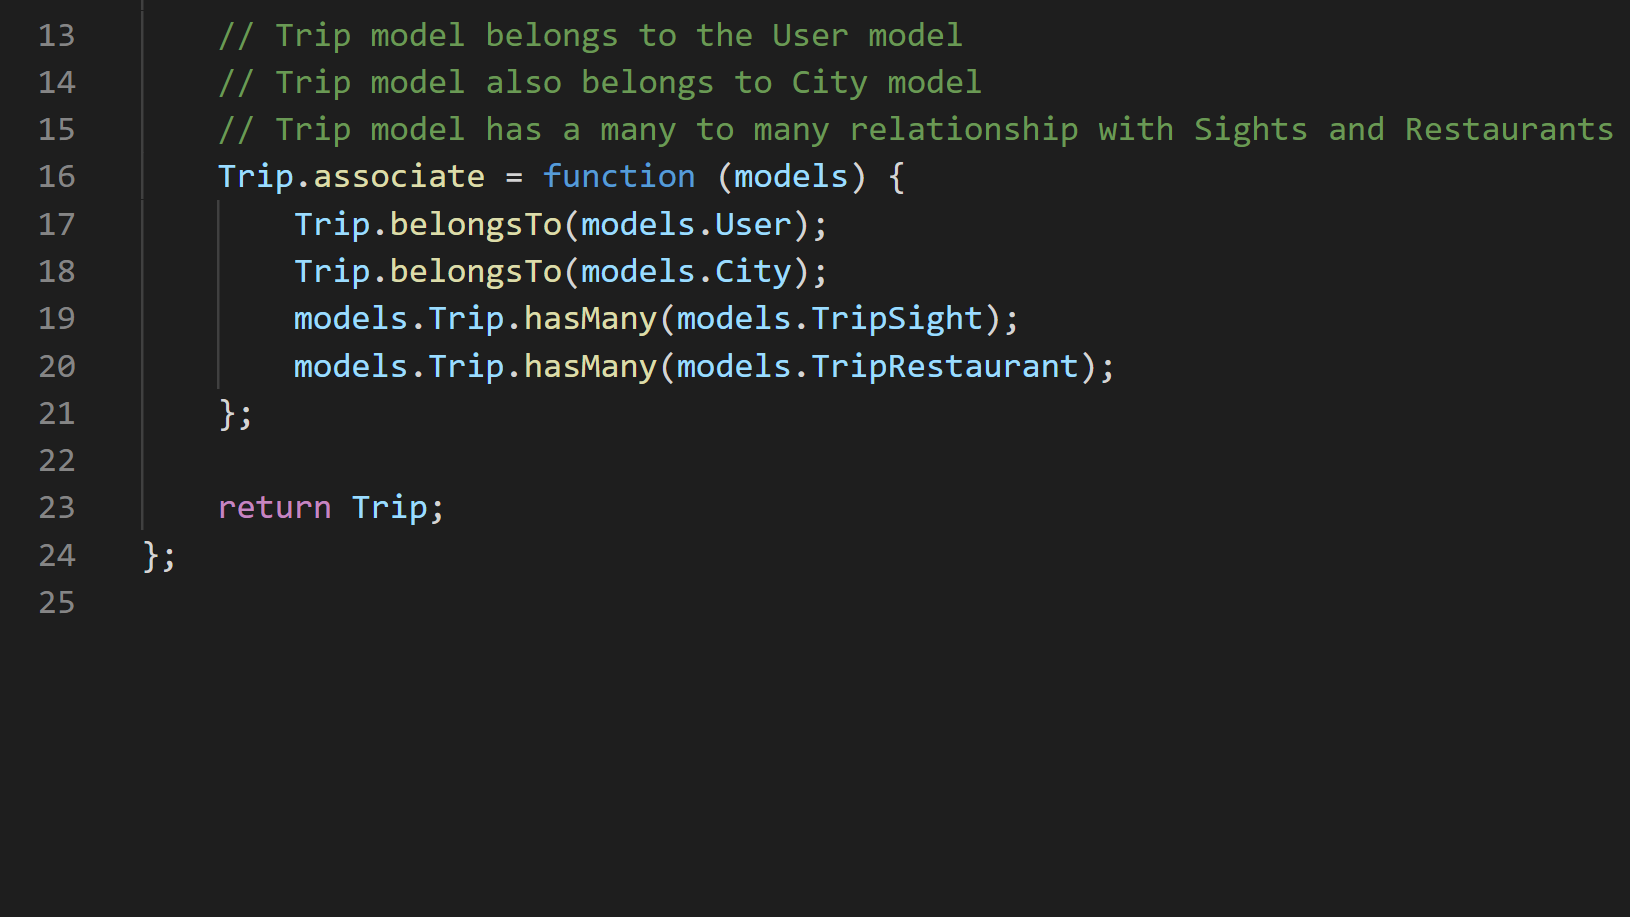 13 // Trip model belongs to the User model
14 // Trip model also belongs to City model
15 // Trip model has a many to many relationship with Sights and Restaurants
16 Trip.associate = function (models) {
17 Trip.belongsTo(models.User);
18 Trip.belongsTo(models.City);
19 models.Trip.hasMany(models.TripSight);
20 models.Trip.hasMany(models.TripRestaurant);
21 };
22
23 return Trip;
24 };
25